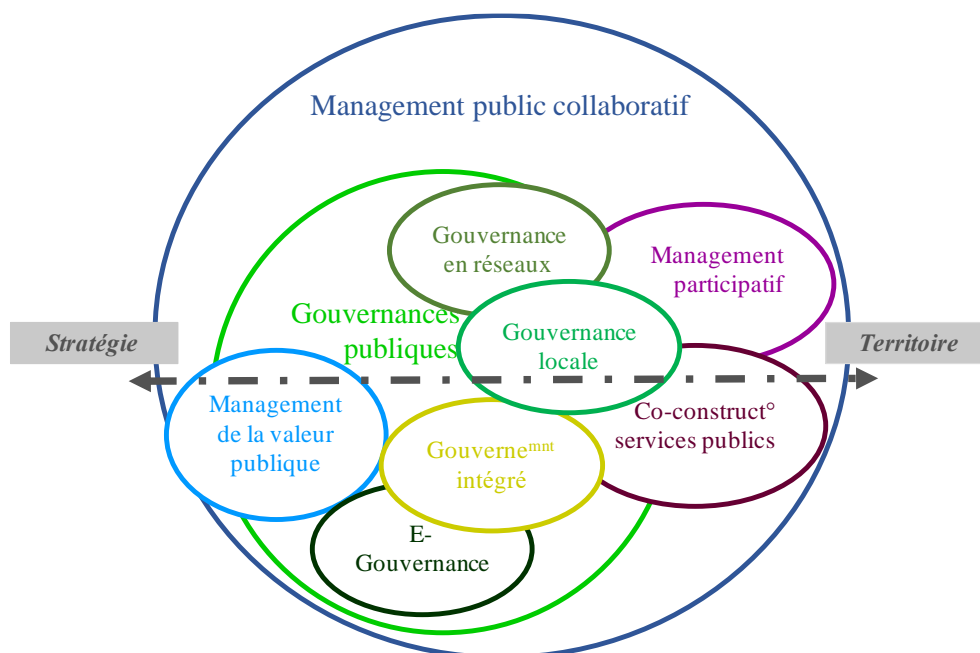 Management public collaboratif
Gouvernance
en réseaux
Management
participatif
Gouvernances
publiques
Gouvernance
locale
Stratégie
Territoire
Management
de la valeur
publique
Co-construct°
services publics
Gouverneᵐⁿᵗ
intégré
E-
Gouvernance